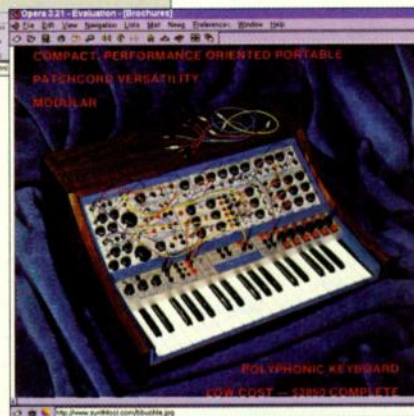 Opera 3.21 - Evaluation - [Brochures]
File Edit View Navigation Lists Mail News Preferences Window Help
COMPACT, PERFORMANCE ORIENTED PORTABLE
PATCHCORD VERSATILITY
MODULAR
POLYPHONIC KEYBOARD
LOW COST — $2850 COMPLETE